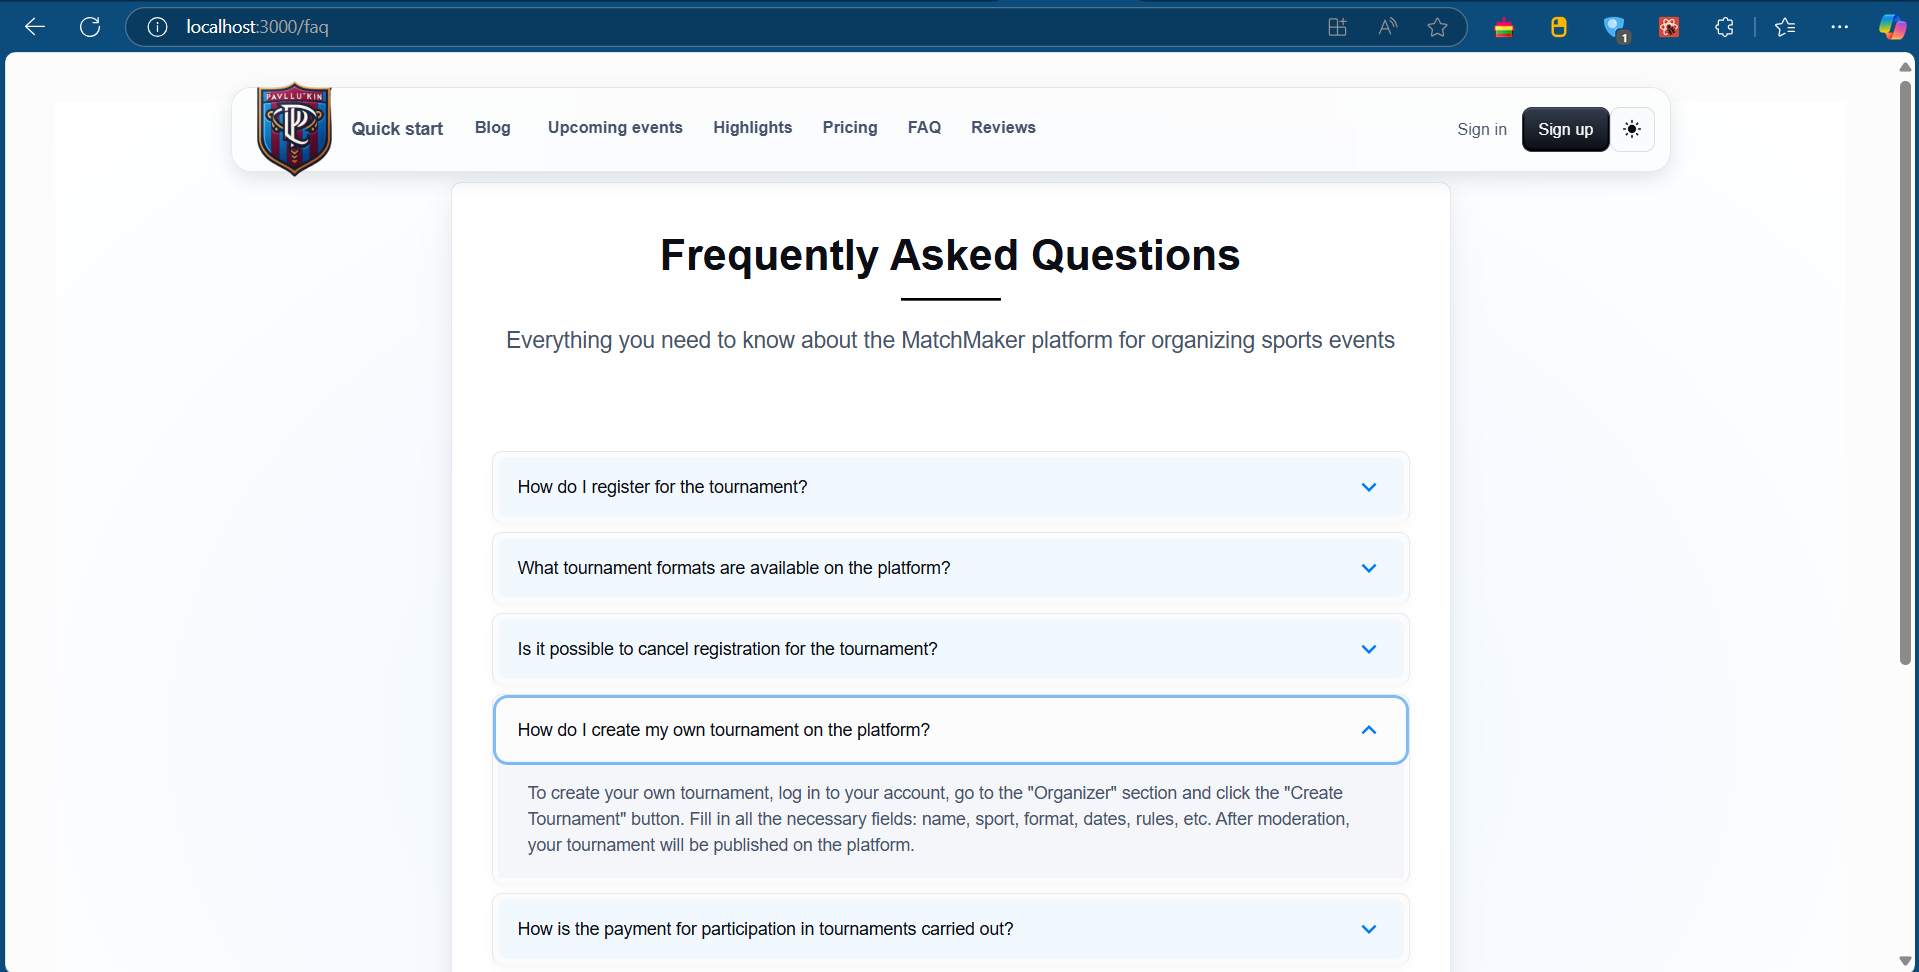 localhost:3000/faq
1
PAVLLUKIN
Quick start
Blog
Upcoming events
Highlights
Pricing
FAQ
Reviews
Sign in
Sign up
Frequently Asked Questions
Everything you need to know about the MatchMaker platform for organizing sports events
How do I register for the tournament?
What tournament formats are available on the platform?
Is it possible to cancel registration for the tournament?
How do I create my own tournament on the platform?
To create your own tournament, log in to your account, go to the "Organizer" section and click the "Create
Tournament" button. Fill in all the necessary fields: name, sport, format, dates, rules, etc. After moderation,
your tournament will be published on the platform.
How is the payment for participation in tournaments carried out?